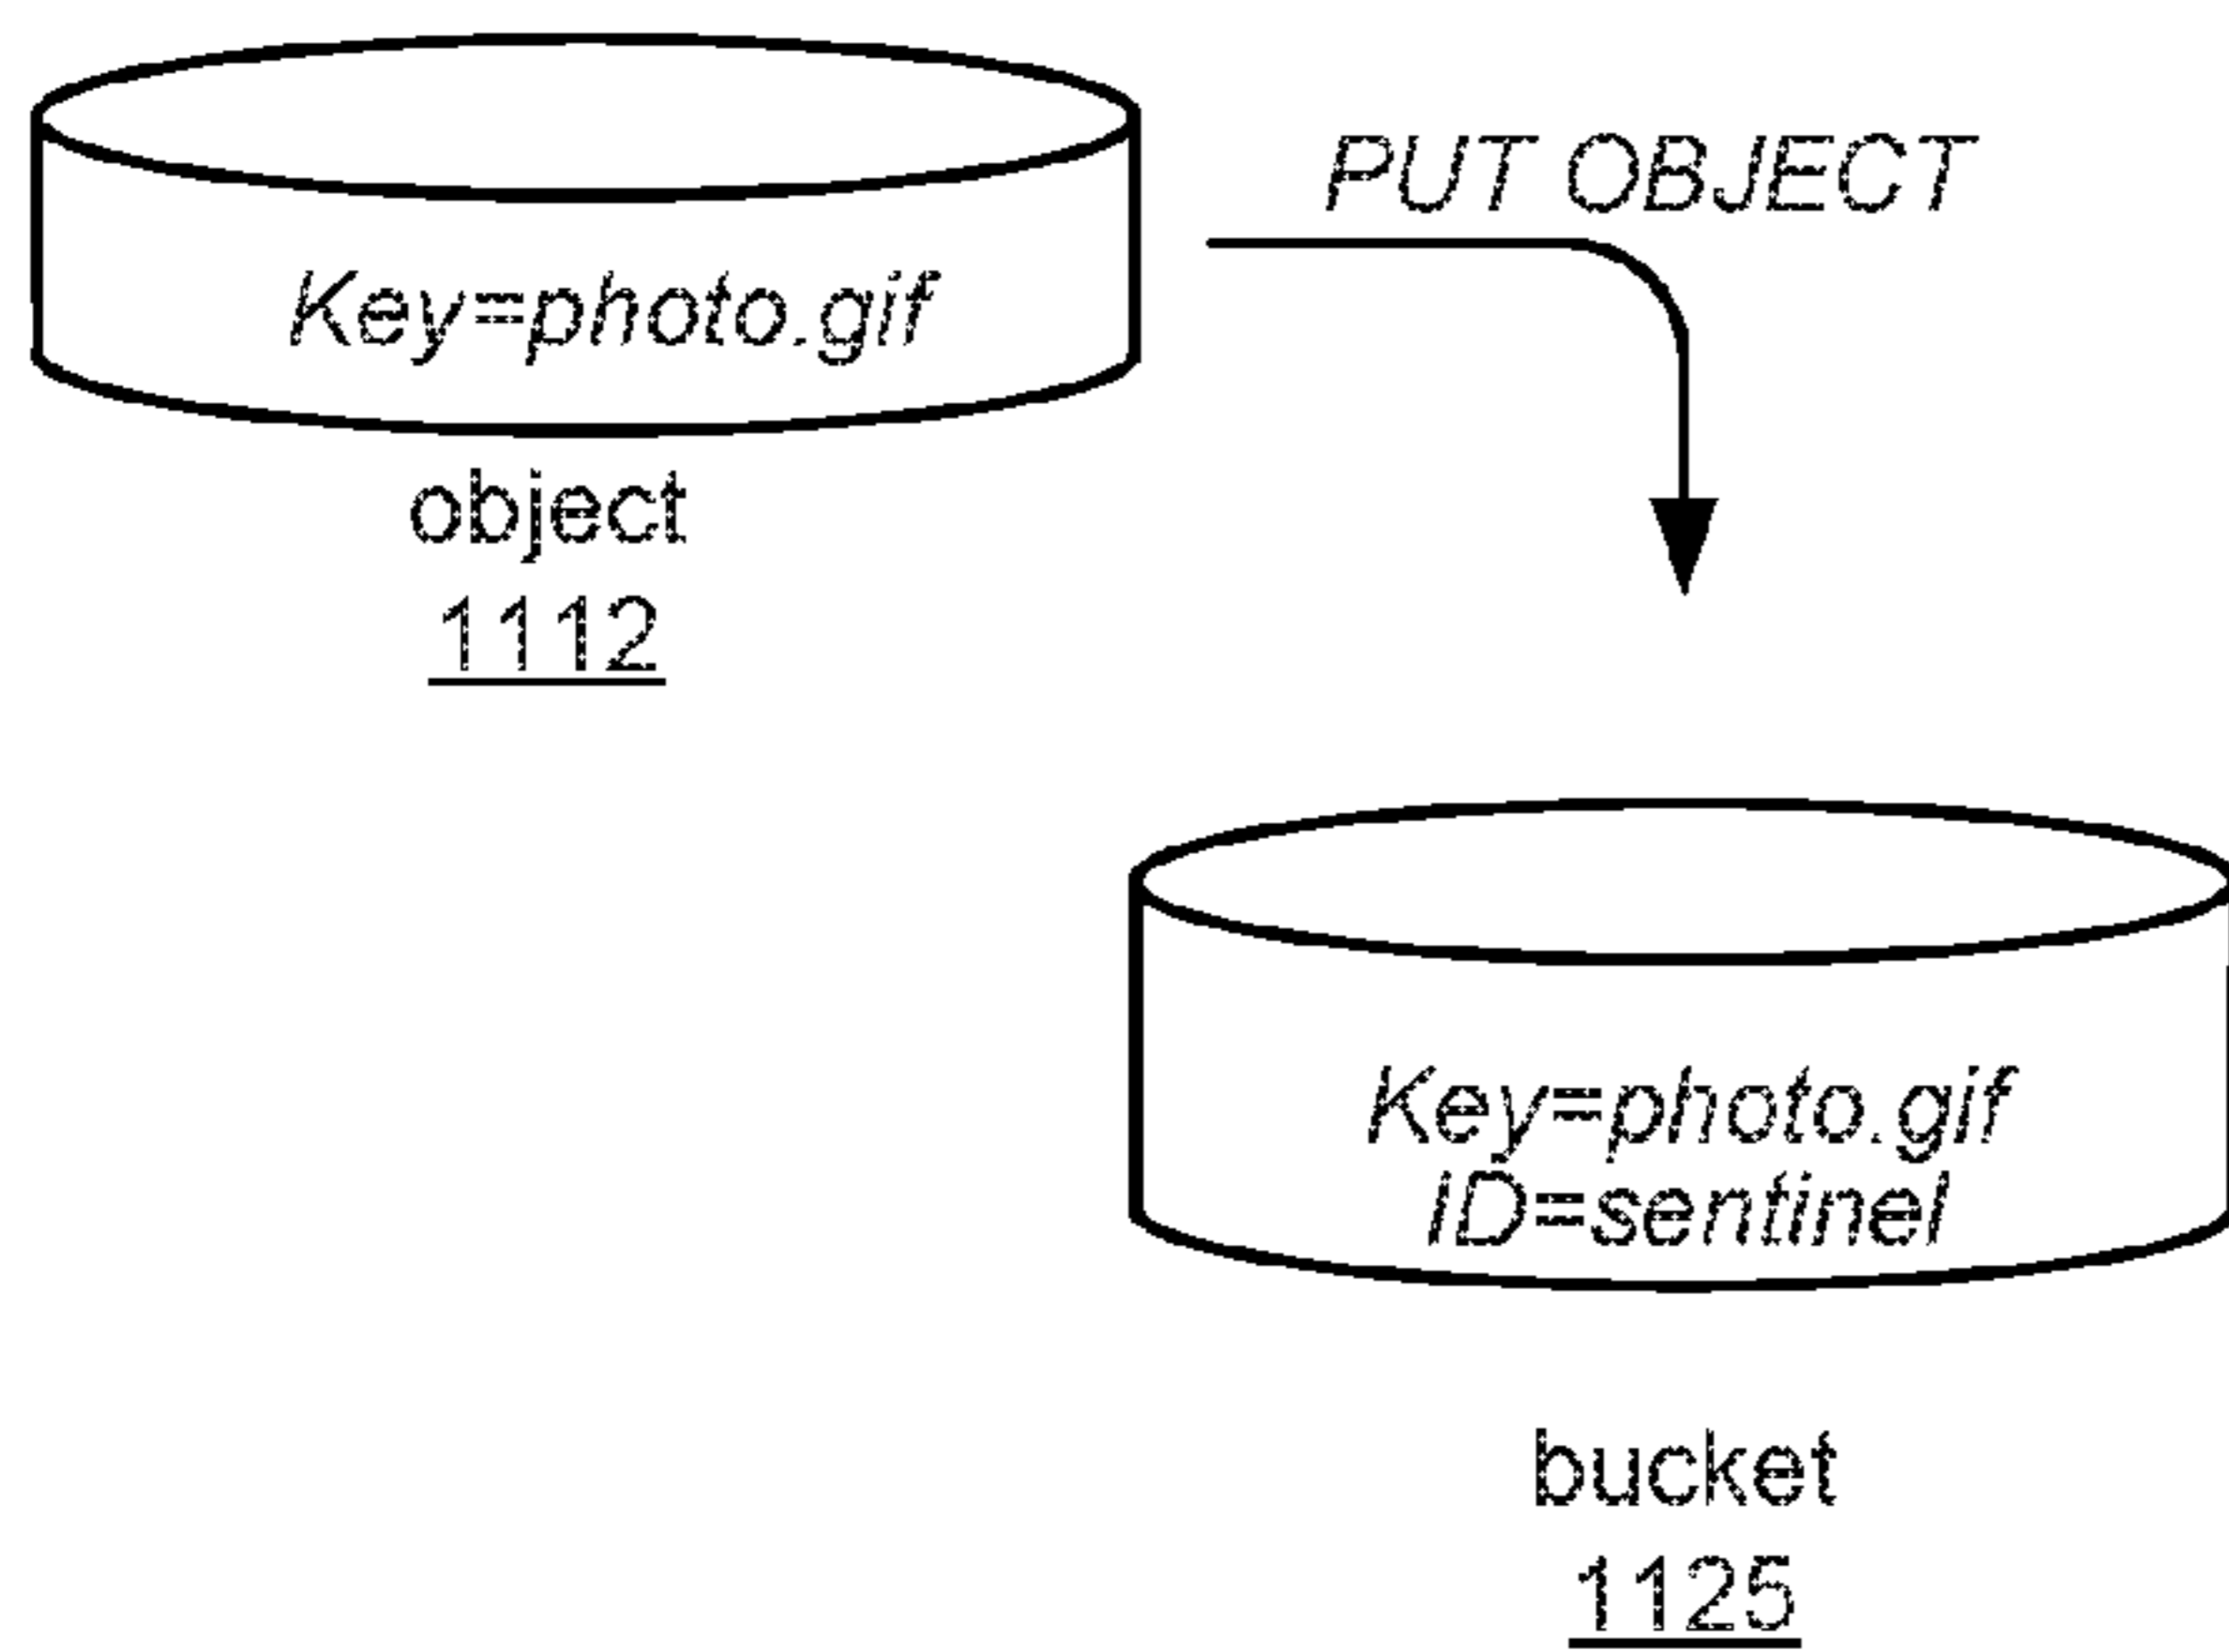 PUT OBJECT
Key=photo.gif
object
1112
Key=photo.gif
ID=sentinel
bucket
1125